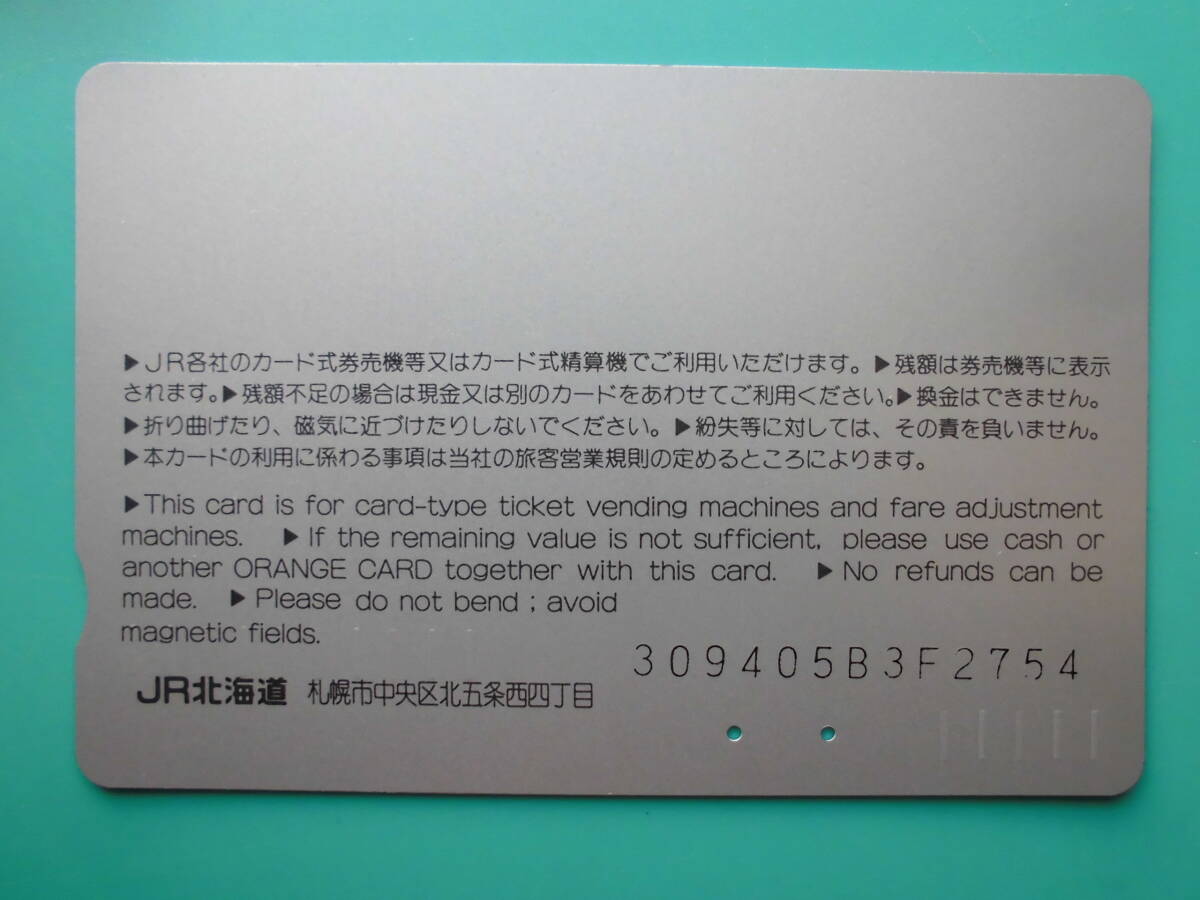 ▶JR各社のカード式券売機等又はカード式精算機でご利用いただけます。▶残額は券売機等に表示
されます。▶残額不足の場合は現金又は別のカードをあわせてご利用ください。▶換金はできません。
▶折り曲げたり、磁気に近づけたりしないでください。▶紛失等に対しては、その責を負いません。
▶本カードの利用に係わる事項は当社の旅客営業規則の定めるところによります。
▶This card is for card-type ticket vending machines and fare adjustment
machines. ▶If the remaining value is not sufficient, please use cash or
another ORANGE CARD together with this card. ▶No refunds can be
made. ▶Please do not bend ; avoid
magnetic fields.
309405B3F2754
JR北海道 札幌市中央区北五条西四丁目